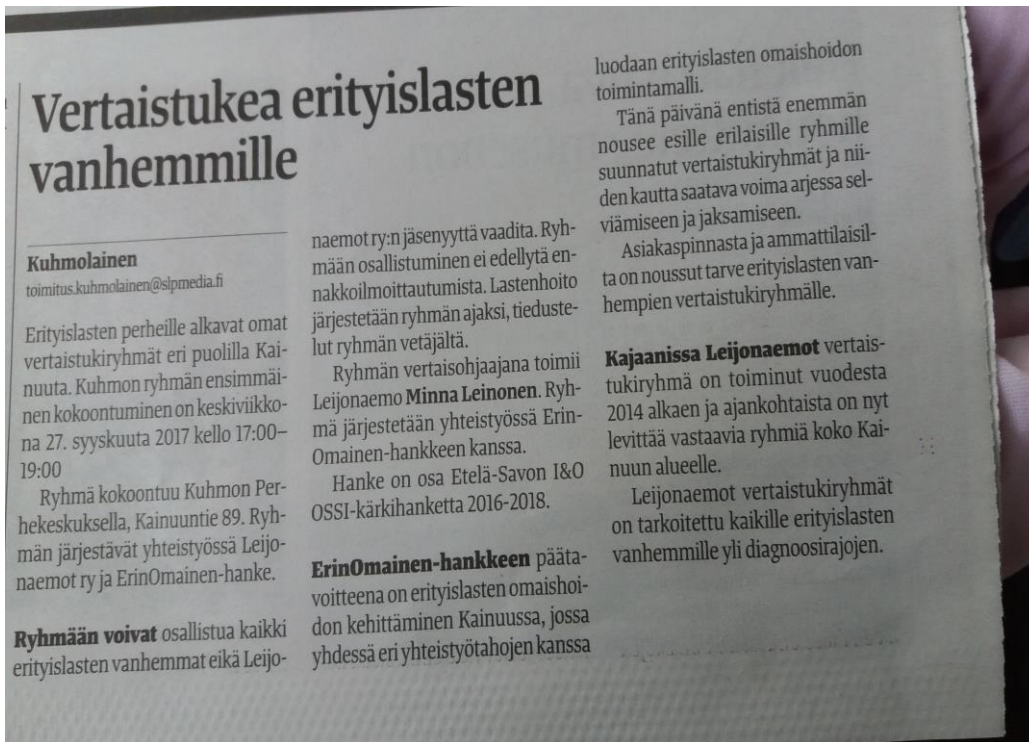 Vertaistukea erityislasten
vanhemmille
Kuhmolainen
toimitus.kuhmolainen@slpmedia.fi
Erityislasten perheille alkavat omat
vertaistukiryhmät eri puolilla Kai-
nuuta. Kuhmon ryhmän ensimmäi-
nen kokoontuminen on keskiviikko-
na 27. syyskuuta 2017 kello 17:00–
19:00
Ryhmä kokoontuu Kuhmon Per-
hekeskuksella, Kainuuntie 89. Ryh-
män järjestävät yhteistyössä Leijo-
naemot ry ja ErinOmainen-hanke.
Ryhmään voivat osallistua kaikki
erityislasten vanhemmat eikä Leijo-
naemot ry:n jäsenyyttä vaadita. Ryh-
mään osallistuminen ei edellytä en-
nakkoilmoittautumista. Lastenhoito
järjestetään ryhmän ajaksi, tieduste-
lut ryhmän vetäjältä.
Ryhmän vertaisohjaajana toimii
Leijonaemo Minna Leinonen. Ryh-
mä järjestetään yhteistyössä Erin-
Omainen-hankkeen kanssa.
Hanke on osa Etelä-Savon I&O
OSSI-kärkihanketta 2016-2018.
ErinOmainen-hankkeen pääta-
voitteena on erityislasten omaishoi-
don kehittäminen Kainuussa, jossa
yhdessä eri yhteistyötahojen kanssa
luodaan erityislasten omaishoidon
toimintamalli.
Tänä päivänä entistä enemmän
nousee esille erilaisille ryhmille
suunnatut vertaistukiryhmät ja nii-
den kautta saatava voima arjessa sel-
viämiseen ja jaksamiseen.
Asiakaspinnasta ja ammattilaisil-
ta on noussut tarve erityislasten van-
hempien vertaistukiryhmälle.
Kajaanissa Leijonaemot vertais-
tukiryhmä on toiminut vuodesta
2014 alkaen ja ajankohtaista on nyt
levittää vastaavia ryhmiä koko Kai-
nuun alueelle.
Leijonaemot vertaistukiryhmät
on tarkoitettu kaikille erityislasten
vanhemmille yli diagnoosirajojen.